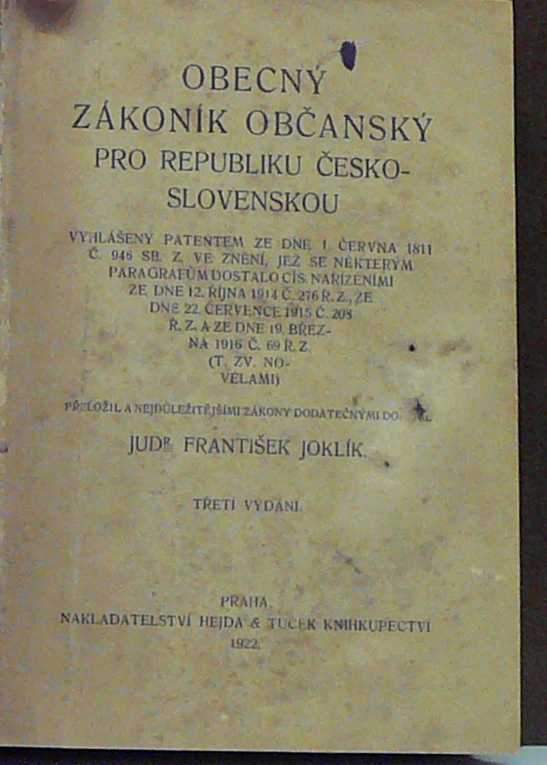 OBECNÝ
ZÁKONÍK OBČANSKÝ
PRO REPUBLIKU ČESKO-
SLOVENSKOU
VYHLÁŠENÝ PATENTEM ZE DNE 1. ČERVNA 1811
Č. 946 SB. Z. VE ZNĚNÍ, JEŽ SE NĚKTERÝM
PARAGRAFŮM DOSTALO CÍS. NAŘÍZENÍMI
ZE DNE 12. ŘÍJNA 1914 Č. 276 Ř. Z., ZE
DNE 22. ČERVENCE 1915 Č. 208
Ř. Z. A ZE DNE 19. BŘEZ-
NA 1916 Č. 69 Ř. Z.
(T. ZV. NO-
VELAMI)
PŘELOŽIL A NEJDŮLEŽITĚJŠÍMI ZÁKONY DODATEČNÝMI
JUDR. FRANTIŠEK JOKLÍK.
TŘETÍ VYDÁNÍ.
PRAHA.
NAKLADATELSTVÍ HEJDA & TUČEK KNIHKUPECTVÍ
1922.